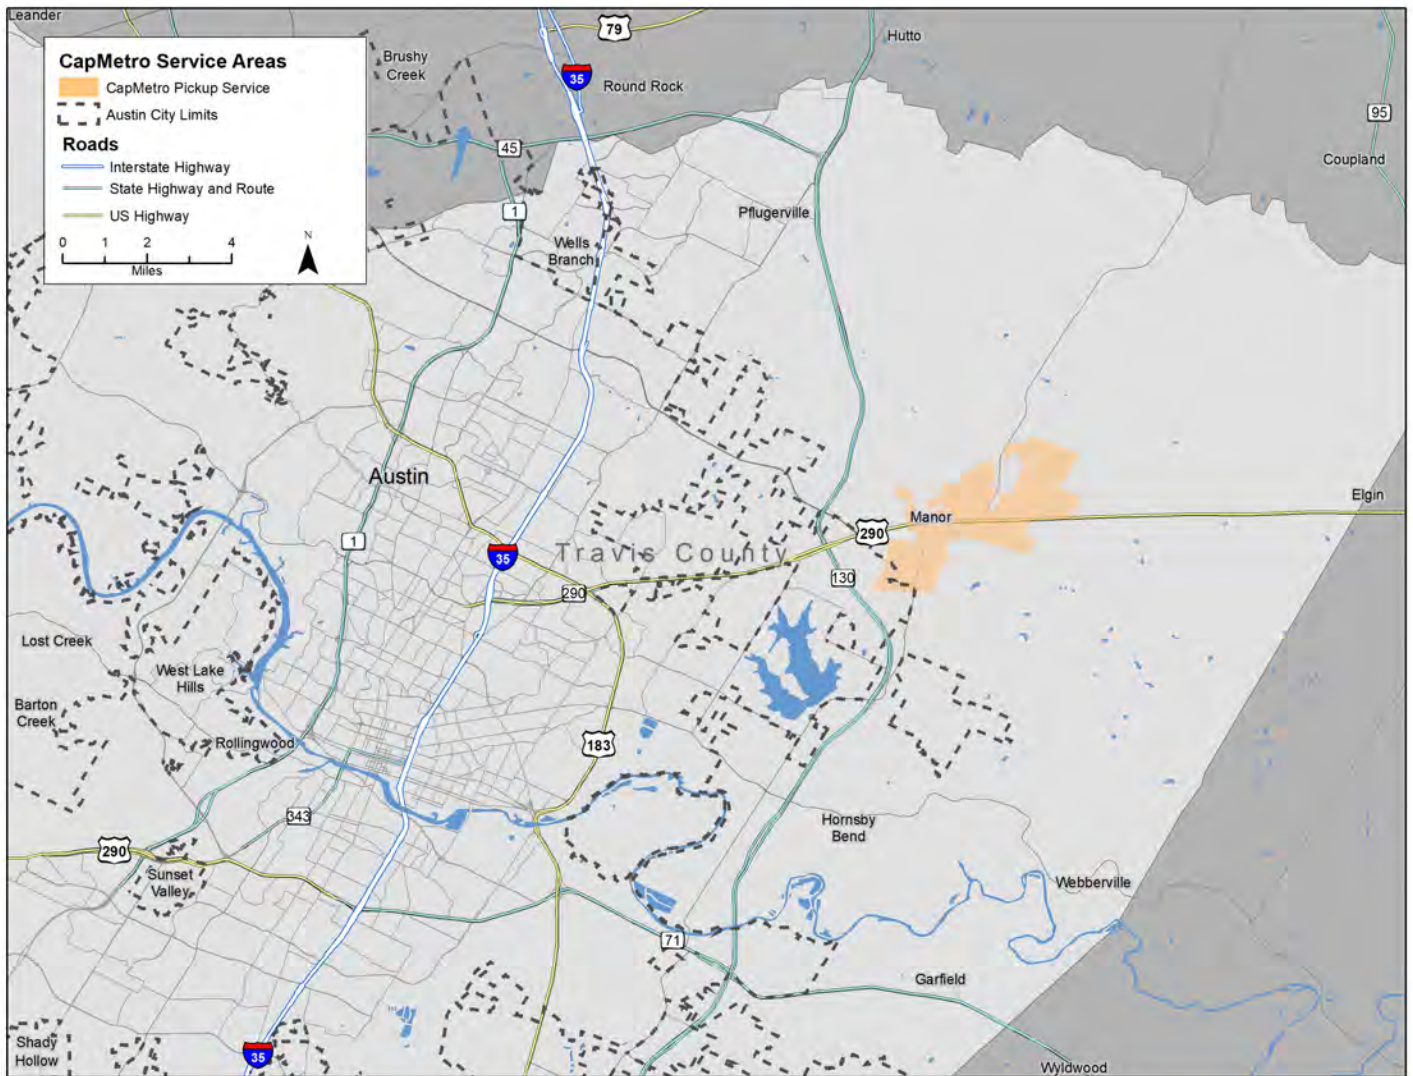 Leander
79
Hutto
CapMetro Service Areas
CapMetro Pickup Service
Austin City Limits
Roads
Interstate Highway
State Highway and Route
US Highway
0 1 2 4
Miles
N
Brushy
Creek
35
Round Rock
95
Coupland
45
1
Pflugerville
Wells
Branch
Austin
Elgin
Manor
290
1
35
Travis County
130
290
Lost Creek
West Lake
Hills
Barton
Creek
Rollingwood
183
343
Hornsby
Bend
290
Sunset
Valley
Webberville
71
Garfield
Shady
Hollow
35
Wyldwood